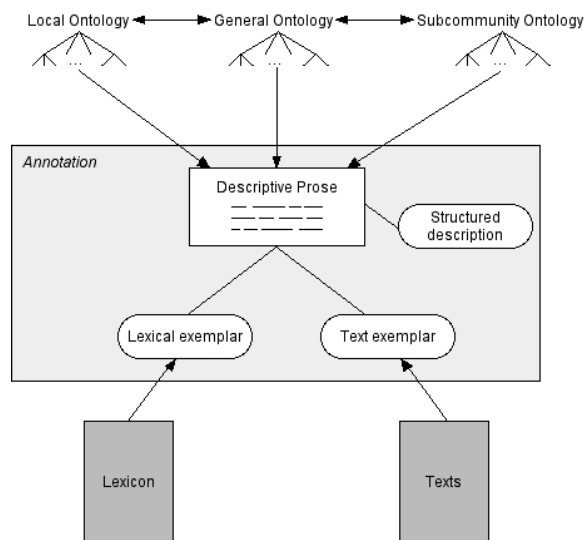 Local Ontology General Ontology Subcommunity Ontology
... ... ...
Annotation
Descriptive Prose
Structured
description
Lexical exemplar Text exemplar
Lexicon Texts